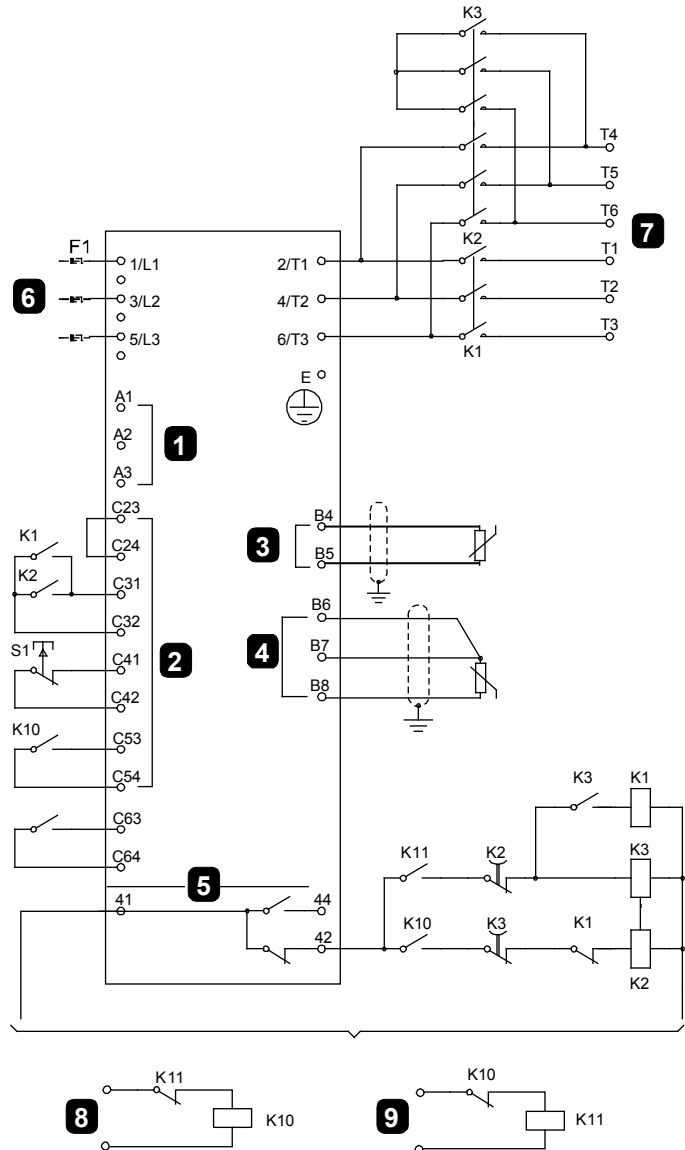 K3
T4
T5
T6
7
F1
1/L1
2/T1
K2
T1
6
3/L2
4/T2
T2
5/L3
6/T3
K1
T3
E
A1
A2
1
A3
C23
B4
K1
C24
3
B5
K2
C31
B6
C32
2
4
B7
S1
C41
C42
B8
K10
C53
C54
K3
K1
C63
K11
K2
K3
C64
5
41
44
K10
K3
K1
42
K2
8
K11
K10
9
K10
K11